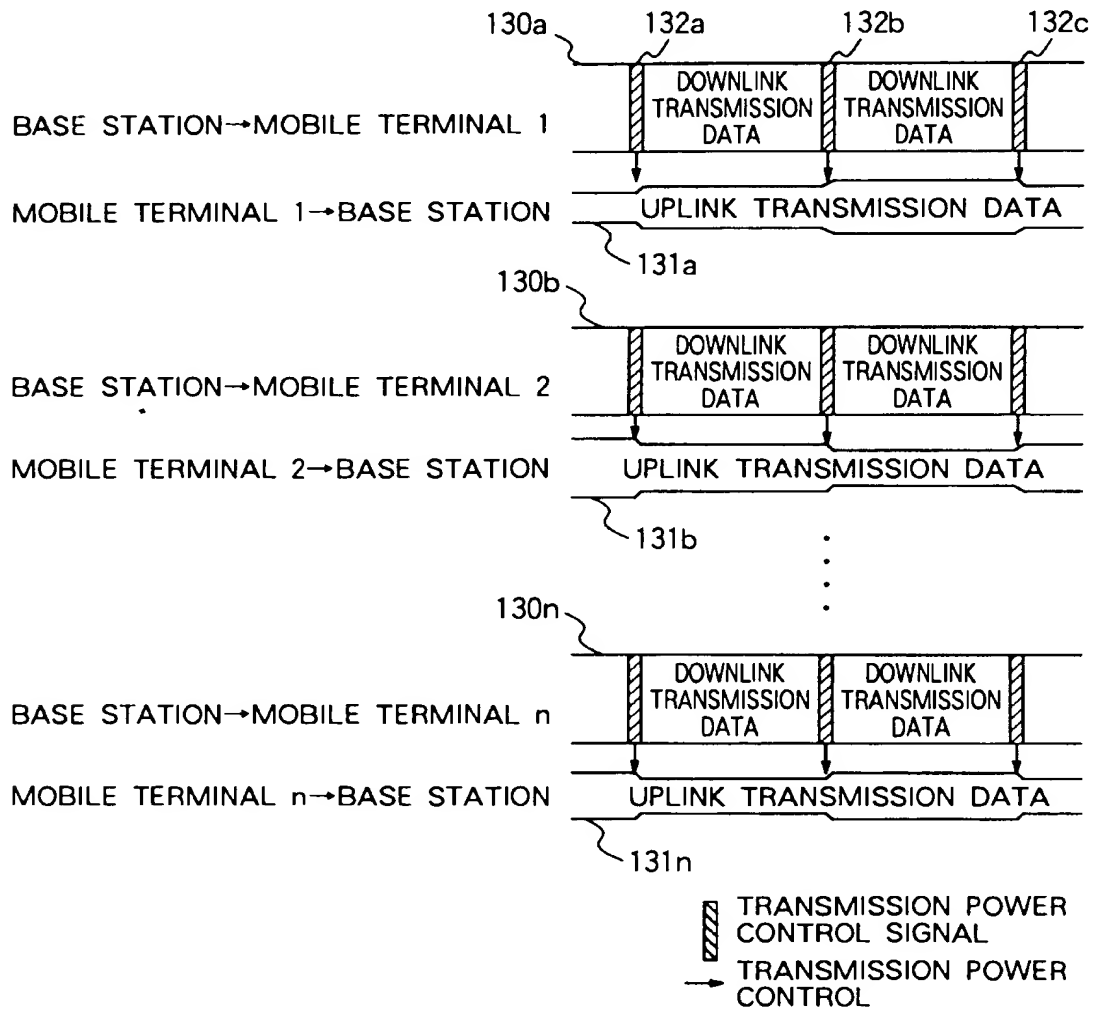 130a
132a
132b
132c
DOWNLINK TRANSMISSION DATA
DOWNLINK TRANSMISSION DATA
BASE STATION→MOBILE TERMINAL 1
MOBILE TERMINAL 1→BASE STATION
UPLINK TRANSMISSION DATA
131a
130b
DOWNLINK TRANSMISSION DATA
DOWNLINK TRANSMISSION DATA
BASE STATION→MOBILE TERMINAL 2
MOBILE TERMINAL 2→BASE STATION
UPLINK TRANSMISSION DATA
131b
130n
DOWNLINK TRANSMISSION DATA
DOWNLINK TRANSMISSION DATA
BASE STATION→MOBILE TERMINAL n
MOBILE TERMINAL n→BASE STATION
UPLINK TRANSMISSION DATA
131n
TRANSMISSION POWER
CONTROL SIGNAL
TRANSMISSION POWER
CONTROL